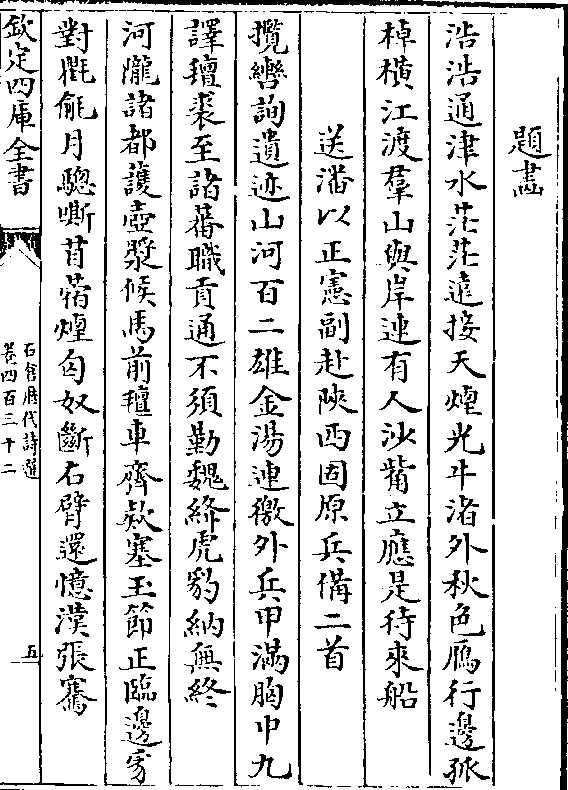 題畵
浩浩通津水茫茫遠接天煙光牛渚外秋色鴈行邊孤
棹横江渡羣山與岸連有人沙觜立應是待來船
送潘以正憲副赴陜西固原兵備二首
攬轡詢遺迹山河百二雄金湯連徼外兵甲滿胸中九
譯氊裘至諸蕃職貢通不須勤魏絳虎豹納無終
河隴諸都護壺漿候馬前氊車齊欵塞玉節正臨邊秀
對氍毹月驄嘶苜蓿煙匈奴斷右臂還憶漢張騫
欽定四庫全書
石倉歴代詩選
卷四百三十二
五